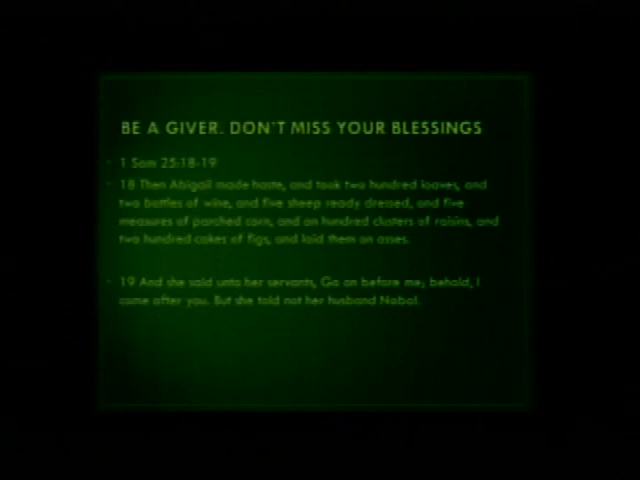 BE A GIVER. DON'T MISS YOUR BLESSINGS
1 Sam 25:18-19
18 Then Abigail made haste, and took two hundred loaves, and
two bottles of wine, and five sheep ready dressed, and five
measures of parched corn, and an hundred clusters of raisins, and
two hundred cakes of figs, and laid them on asses.
19 And she said unto her servants, Go on before me; behold, I
come after you. But she told not her husband Nabal.